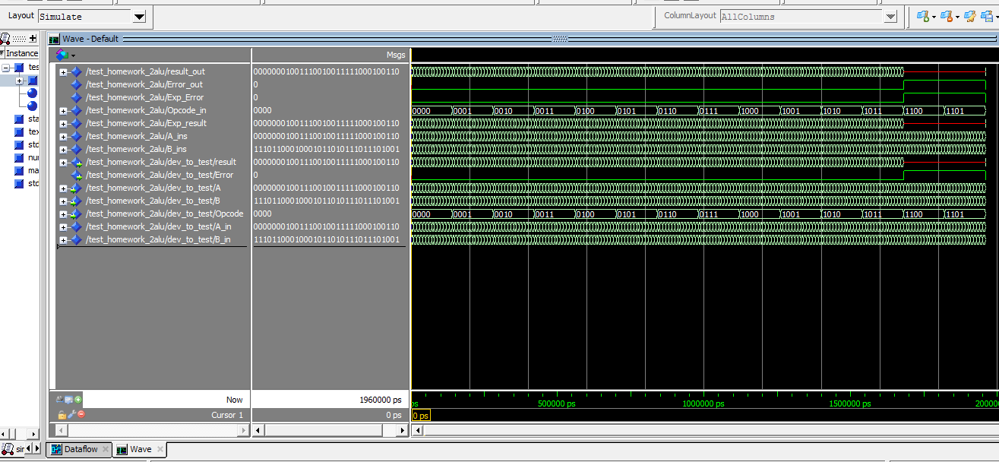 Layout Simulate ColumnLayout AllColumns
Wave - Default
Instance
Msgs
tes
sta
tex
std
nur
ma
std
/test_homework_2alu/result_out 00000001001110010011111000100110
/test_homework_2alu/Error_out 0
/test_homework_2alu/Exp_Error 0
/test_homework_2alu/Opcode_in 0000 0000 0001 0010 0011 0100 0101 0110 0111 1000 1001 1010 1011 1100 1101
/test_homework_2alu/Exp_result 00000001001110010011111000100110
/test_homework_2alu/A_ins 00000001001110010011111000100110
/test_homework_2alu/B_ins 11101100010001011010111011101001
/test_homework_2alu/dev_to_test/result 00000001001110010011111000100110
/test_homework_2alu/dev_to_test/Error 0
/test_homework_2alu/dev_to_test/A 00000001001110010011111000100110
/test_homework_2alu/dev_to_test/B 11101100010001011010111011101001
/test_homework_2alu/dev_to_test/Opcode 0000 0000 0001 0010 0011 0100 0101 0110 0111 1000 1001 1010 1011 1100 1101
/test_homework_2alu/dev_to_test/A_in 00000001001110010011111000100110
/test_homework_2alu/dev_to_test/B_in 11101100010001011010111011101001
Now 1960000 ps ps 500000 ps 1000000 ps 1500000 ps 200000
Cursor 1 0 ps 0 ps
sin Dataflow Wave